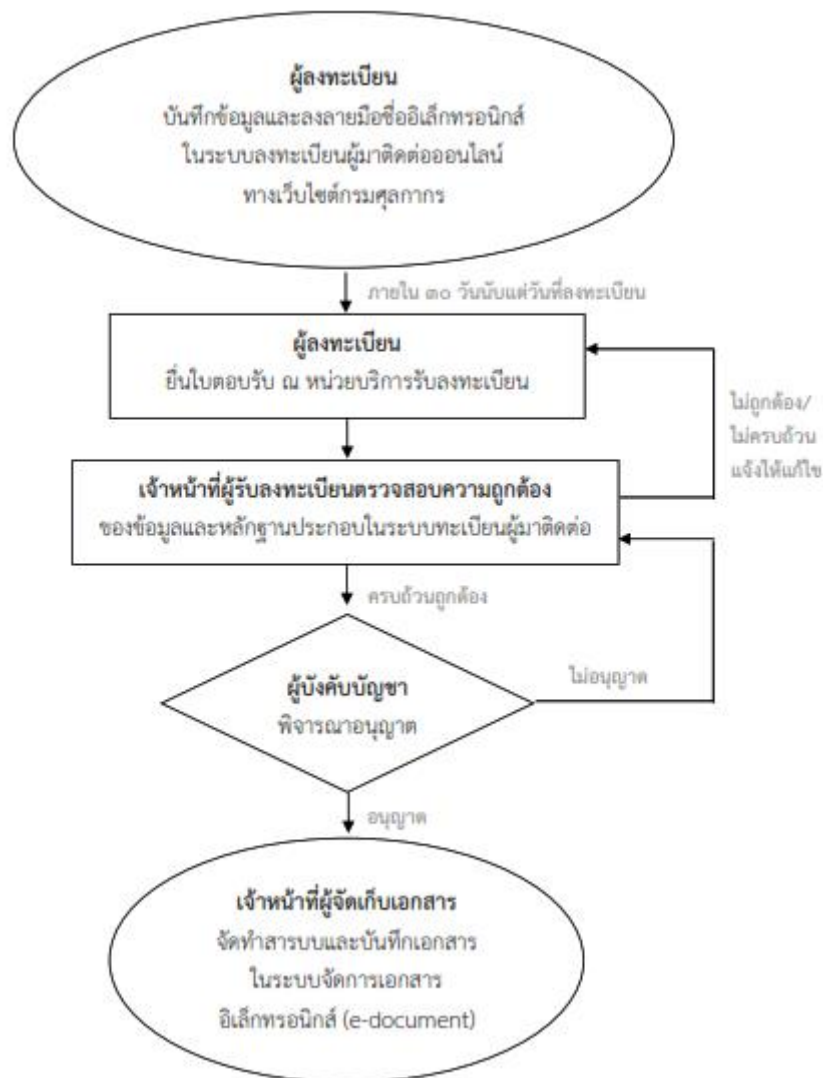 ผู้ลงทะเบียน
บันทึกข้อมูลและลงลายมือชื่ออิเล็กทรอนิกส์
ในระบบลงทะเบียนผู้มาติดต่อออนไลน์
ทางเว็บไซต์กรมศุลกากร
ภายใน ๓๐ วันนับแต่วันที่ลงทะเบียน
ผู้ลงทะเบียน
ยื่นใบตอบรับ ณ หน่วยบริการรับลงทะเบียน
ไม่ถูกต้อง/
ไม่ครบถ้วน
แจ้งให้แก้ไข
เจ้าหน้าที่ผู้รับลงทะเบียนตรวจสอบความถูกต้อง
ของข้อมูลและหลักฐานประกอบในระบบทะเบียนผู้มาติดต่อ
ครบถ้วนถูกต้อง
ผู้บังคับบัญชา
พิจารณาอนุญาต
ไม่อนุญาต
อนุญาต
เจ้าหน้าที่ผู้จัดเก็บเอกสาร
จัดทำสารบบและบันทึกเอกสาร
ในระบบจัดการเอกสาร
อิเล็กทรอนิกส์ (e-document)